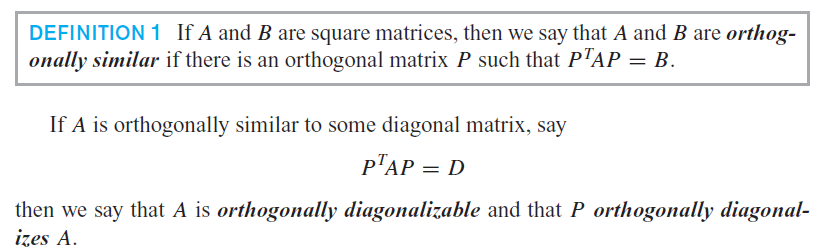 DEFINITION 1 If A and B are square matrices, then we say that A and B are orthog-
onally similar if there is an orthogonal matrix P such that PᵀAP = B.
If A is orthogonally similar to some diagonal matrix, say
PᵀAP = D
then we say that A is orthogonally diagonalizable and that P orthogonally diagonal-
izes A.